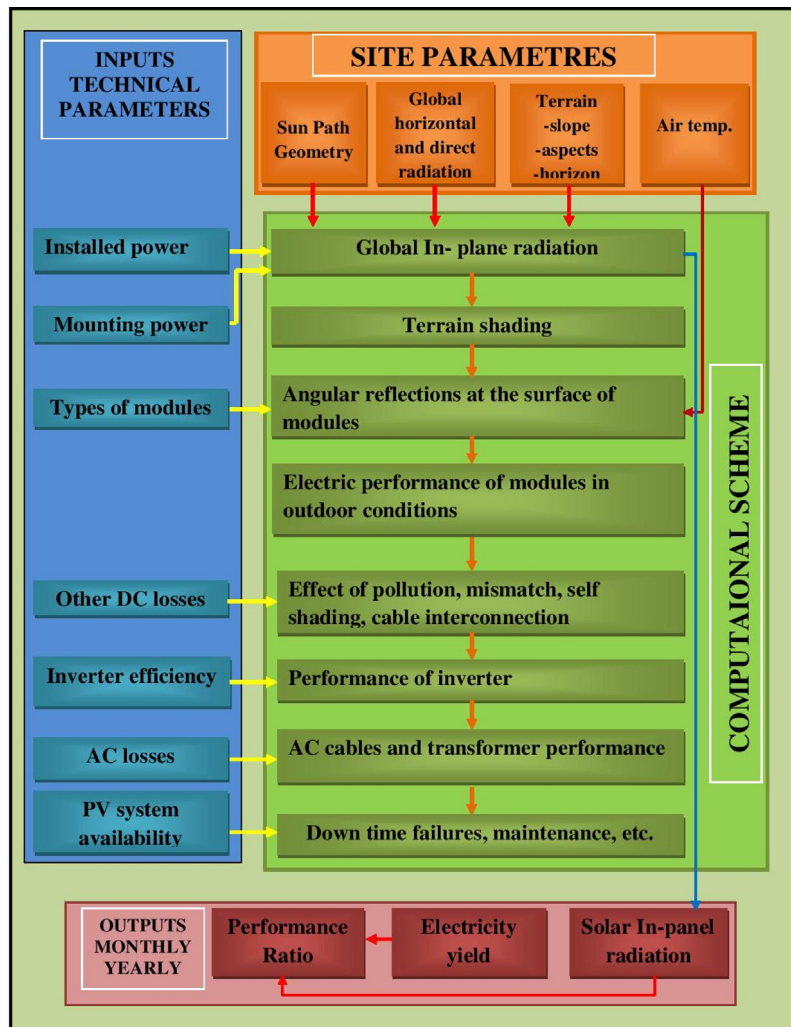 INPUTS
TECHNICAL
PARAMETERS
SITE PARAMETRES
Sun Path
Geometry
Global
horizontal
and direct
radiation
Terrain
-slope
-aspects
-horizon
Air temp.
Installed power
Mounting power
Types of modules
Other DC losses
Inverter efficiency
AC losses
PV system
availability
Global In- plane radiation
Terrain shading
Angular reflections at the surface of
modules
Electric performance of modules in
outdoor conditions
Effect of pollution, mismatch, self
shading, cable interconnection
Performance of inverter
AC cables and transformer performance
Down time failures, maintenance, etc.
COMPUTAIONAL SCHEME
OUTPUTS
MONTHLY
YEARLY
Performance
Ratio
Electricity
yield
Solar In-panel
radiation